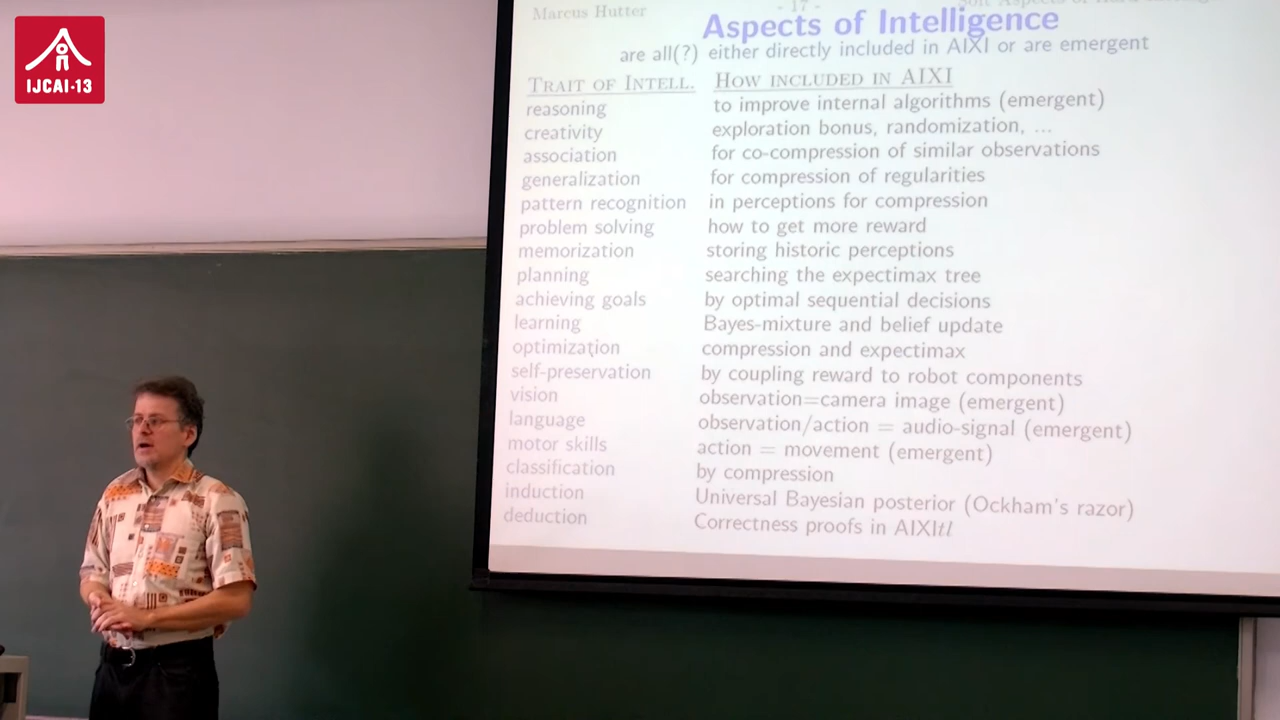 IJCAI-13
Marcus Hutter - 17 - Soft Aspects of
Aspects of Intelligence
are all(?) either directly included in AIXI or are emergent
TRAIT OF INTELL. HOW INCLUDED IN AIXI
reasoning to improve internal algorithms (emergent)
creativity exploration bonus, randomization, ...
association for co-compression of similar observations
generalization for compression of regularities
pattern recognition in perceptions for compression
problem solving how to get more reward
memorization storing historic perceptions
planning searching the expectimax tree
achieving goals by optimal sequential decisions
learning Bayes-mixture and belief update
optimization compression and expectimax
self-preservation by coupling reward to robot components
vision observation=camera image (emergent)
language observation/action = audio-signal (emergent)
motor skills action = movement (emergent)
classification by compression
induction Universal Bayesian posterior (Ockham's razor)
deduction Correctness proofs in AIXItl